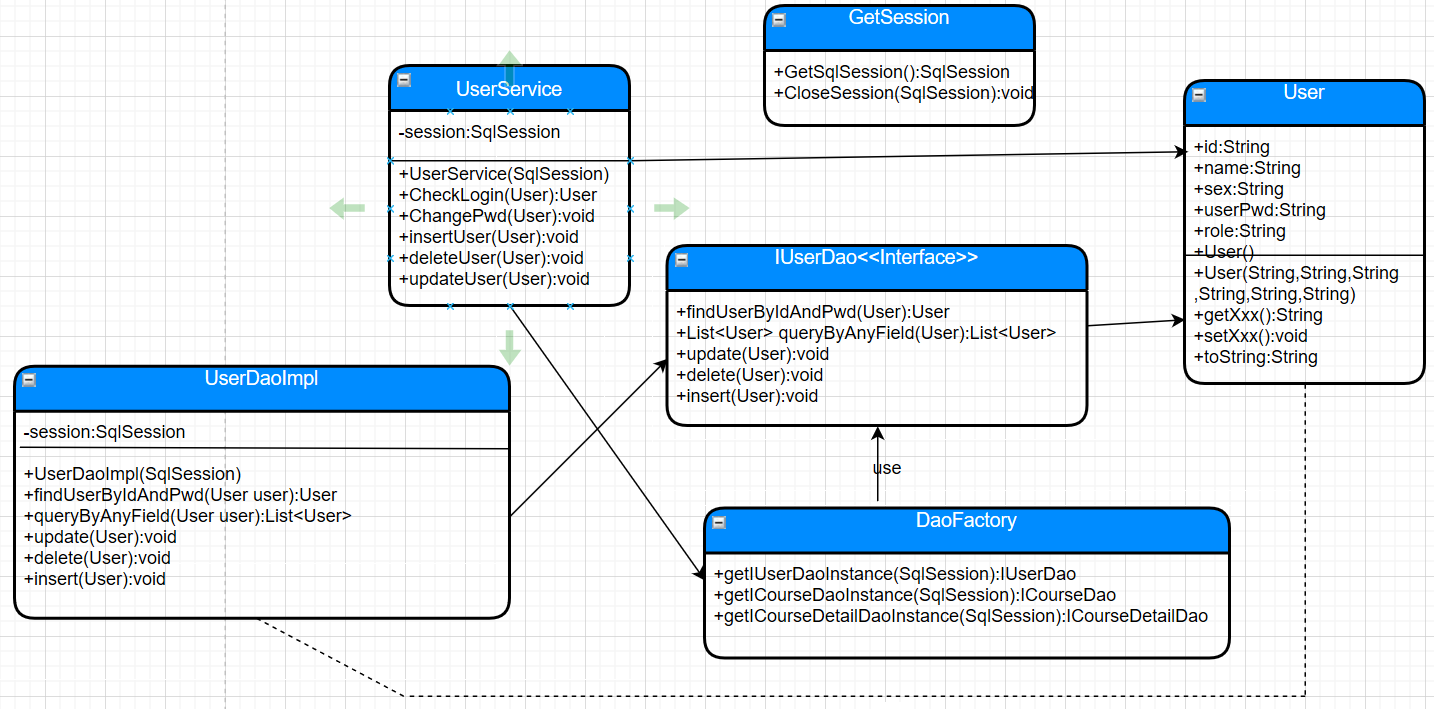 GetSession
+GetSqlSession():SqlSession
+CloseSession(SqlSession):void
UserService
-session:SqlSession
+UserService(SqlSession)
+CheckLogin(User):User
+ChangePwd(User):void
+insertUser(User):void
+deleteUser(User):void
+updateUser(User):void
User
+id:String
+name:String
+sex:String
+userPwd:String
+role:String
+User()
+User(String,String,String
,String,String,String)
+getXxx():String
+setXxx():void
+toString:String
IUserDao<<Interface>>
+findUserByIdAndPwd(User):User
+List<User> queryByAnyField(User):List<User>
+update(User):void
+delete(User):void
+insert(User):void
UserDaoImpl
-session:SqlSession
+UserDaoImpl(SqlSession)
+findUserByIdAndPwd(User user):User
+queryByAnyField(User user):List<User>
+update(User):void
+delete(User):void
+insert(User):void
use
DaoFactory
+getIUserDaoInstance(SqlSession):IUserDao
+getICourseDaoInstance(SqlSession):ICourseDao
+getICourseDetailDaoInstance(SqlSession):ICourseDetailDao